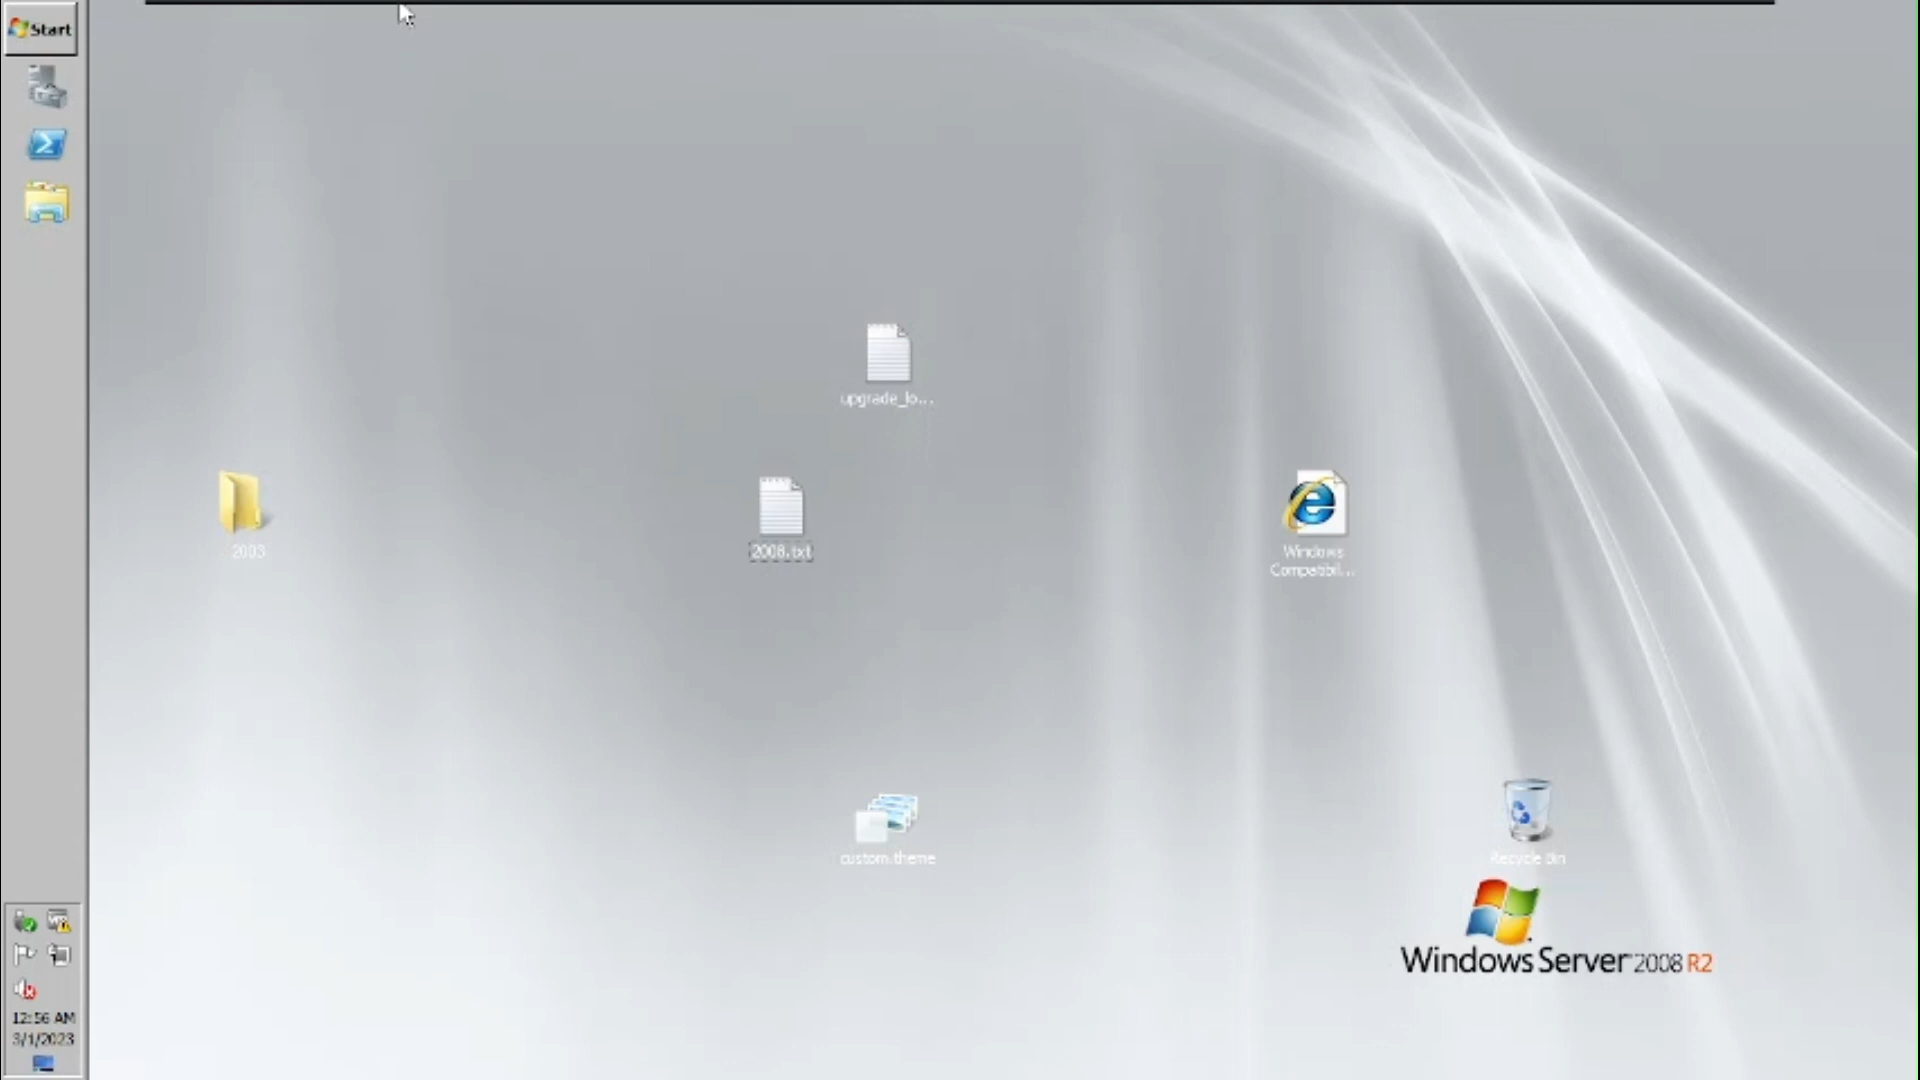 Start
upgrade_lo...
2003
2008.txt
Windows
Compatibil...
custom.theme
Recycle Bin
Windows Server 2008 R2
12:56 AM
3/1/2023